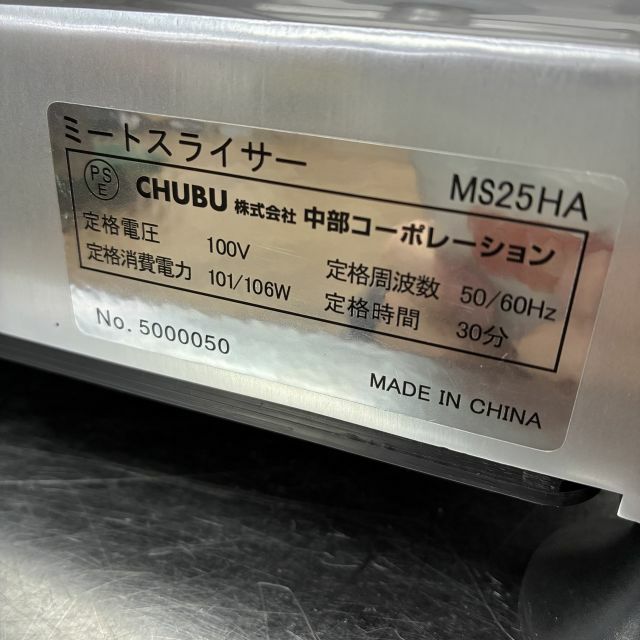 ミートスライサー MS25HA
PSE CHUBU 株式会社 中部コーポレーション
定格電圧 100V 定格周波数 50/60Hz
定格消費電力 101/106W 定格時間 30分
No. 5000050
MADE IN CHINA